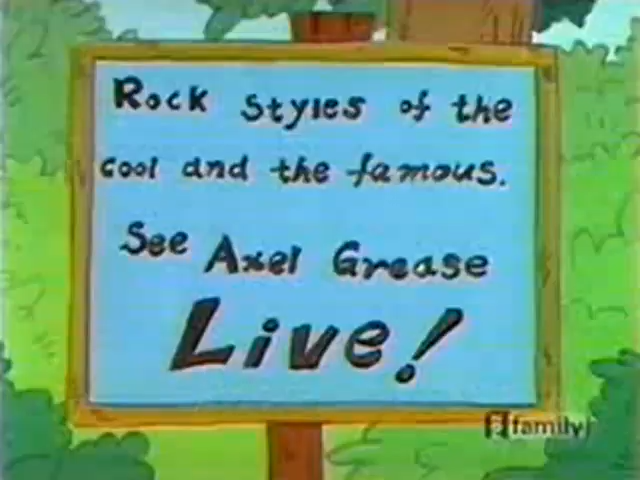 Rock styles of the
cool and the famous.
See Axel Grease
Live!
family